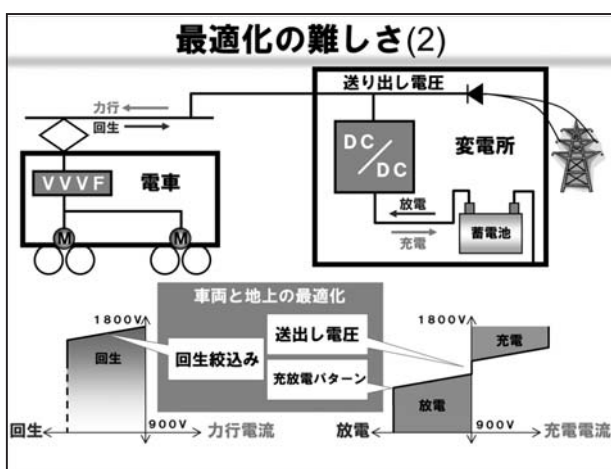 最適化の難しさ(2)
送り出し電圧
力行
回生
DC
DC
変電所
VVVF
電車
放電
充電
蓄電池
M
M
車両と地上の最適化
1800V
回生
回生絞込み
送出し電圧
充放電パターン
1800V
充電
放電
900V
回生
力行電流
900V
放電
充電電流